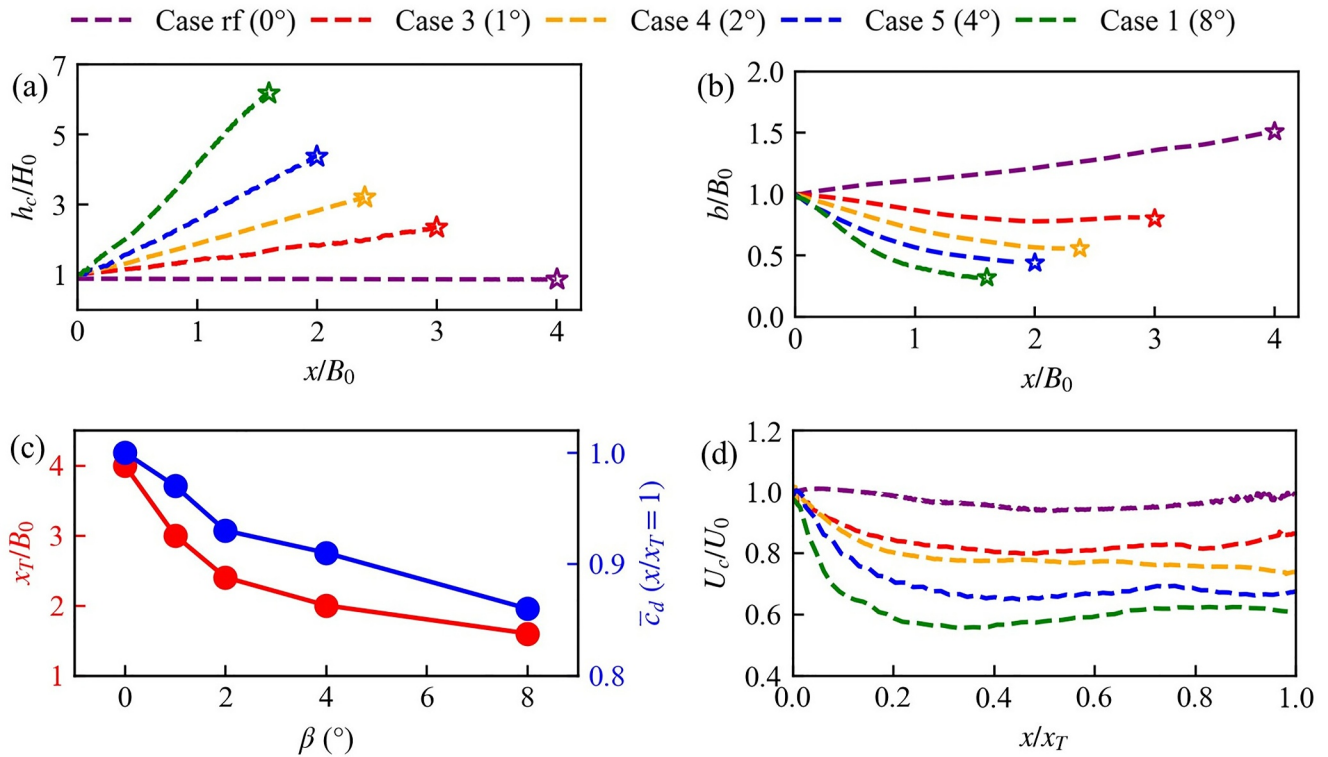 Case rf (0°) Case 3 (1°) Case 4 (2°) Case 5 (4°) Case 1 (8°)
(a)
7
5
3
1
h_c/H_0
0 1 2 3 4
x/B_0
(b)
2.0
1.5
1.0
0.5
0.0
b/B_0
0 1 2 3 4
x/B_0
(c)
4
3
2
1
x_T/B_0
1.0
0.9
0.8
c̅_d (x/x_T = 1)
0 2 4 6 8
β (°)
(d)
1.2
1.0
0.8
0.6
0.4
U_c/U_0
0.0 0.2 0.4 0.6 0.8 1.0
x/x_T